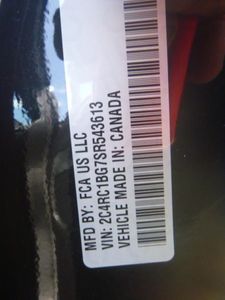 MFD BY: FCA US LLC
VIN: 2C4RC1BG7SR543613
VEHICLE MADE IN: CANADA